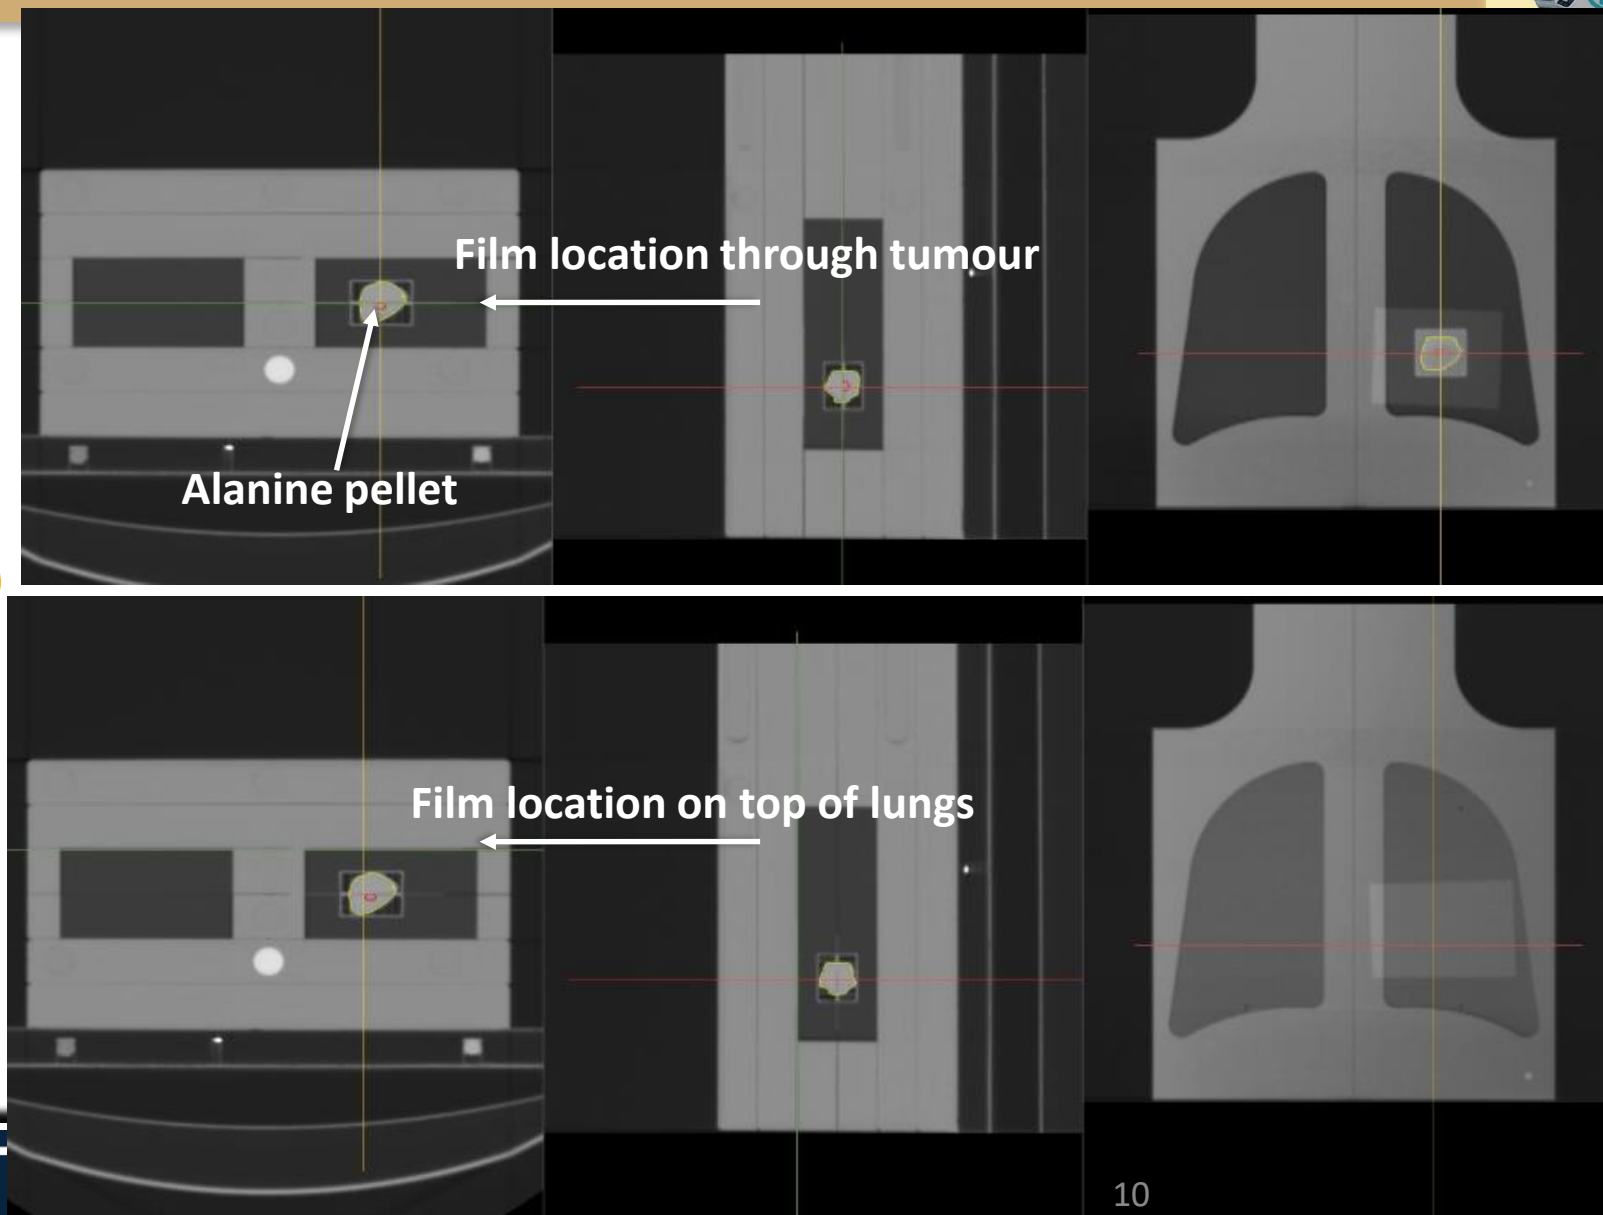 Film location through tumour
Alanine pellet
Film location on top of lungs
10